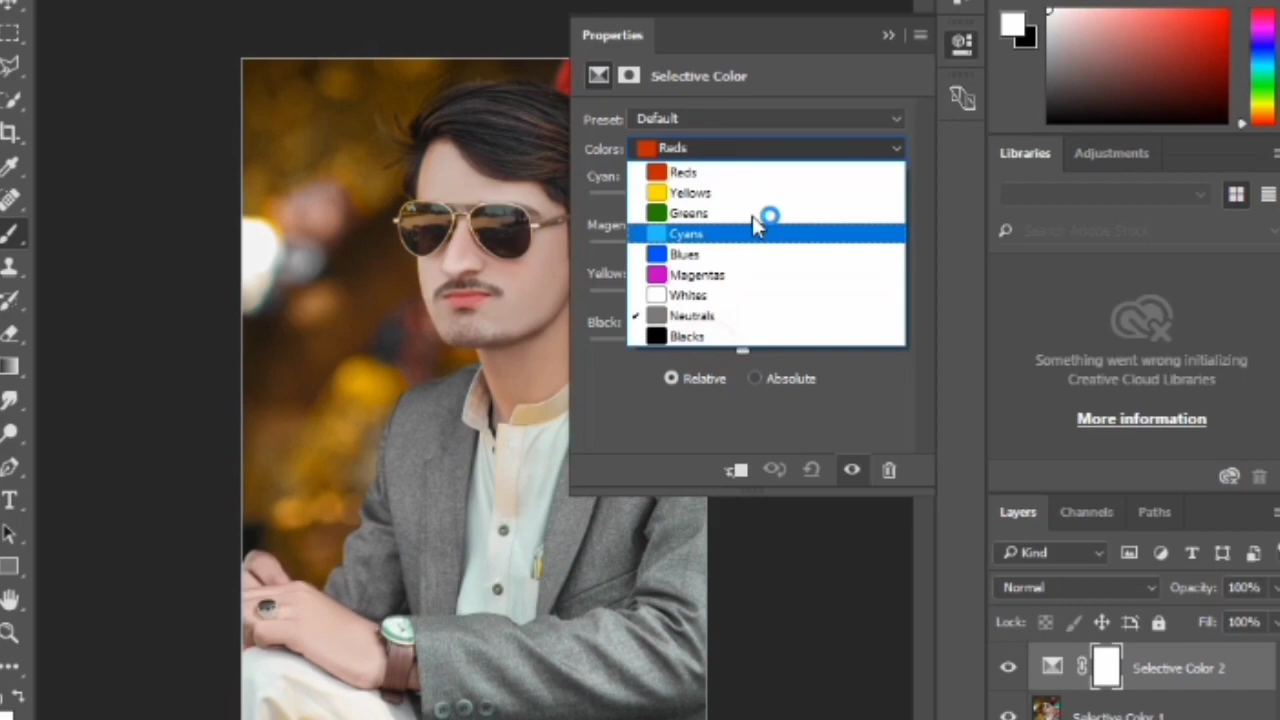 Properties
Selective Color
Preset: Default
Colors: Reds
Cyan:
Reds
Yellows
Magen
Greens
Cyans
Blues
Yellow:
Magentas
Whites
Black:
Neutrals
Blacks
Relative
Absolute
Libraries
Adjustments
Search Adobe Stock
Something went wrong initializing
Creative Cloud Libraries
More information
Layers
Channels
Paths
Kind
Normal
Opacity: 100%
Lock:
Fill: 100%
Selective Color 2
Selective Color 1